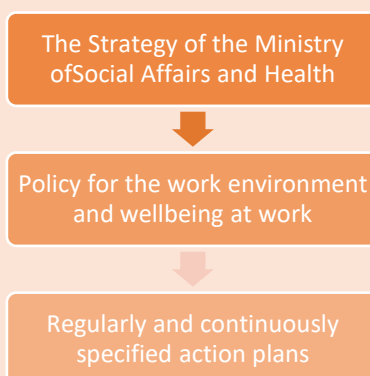 The Strategy of the Ministry
ofSocial Affairs and Health
Policy for the work environment
and wellbeing at work
Regularly and continuously
specified action plans